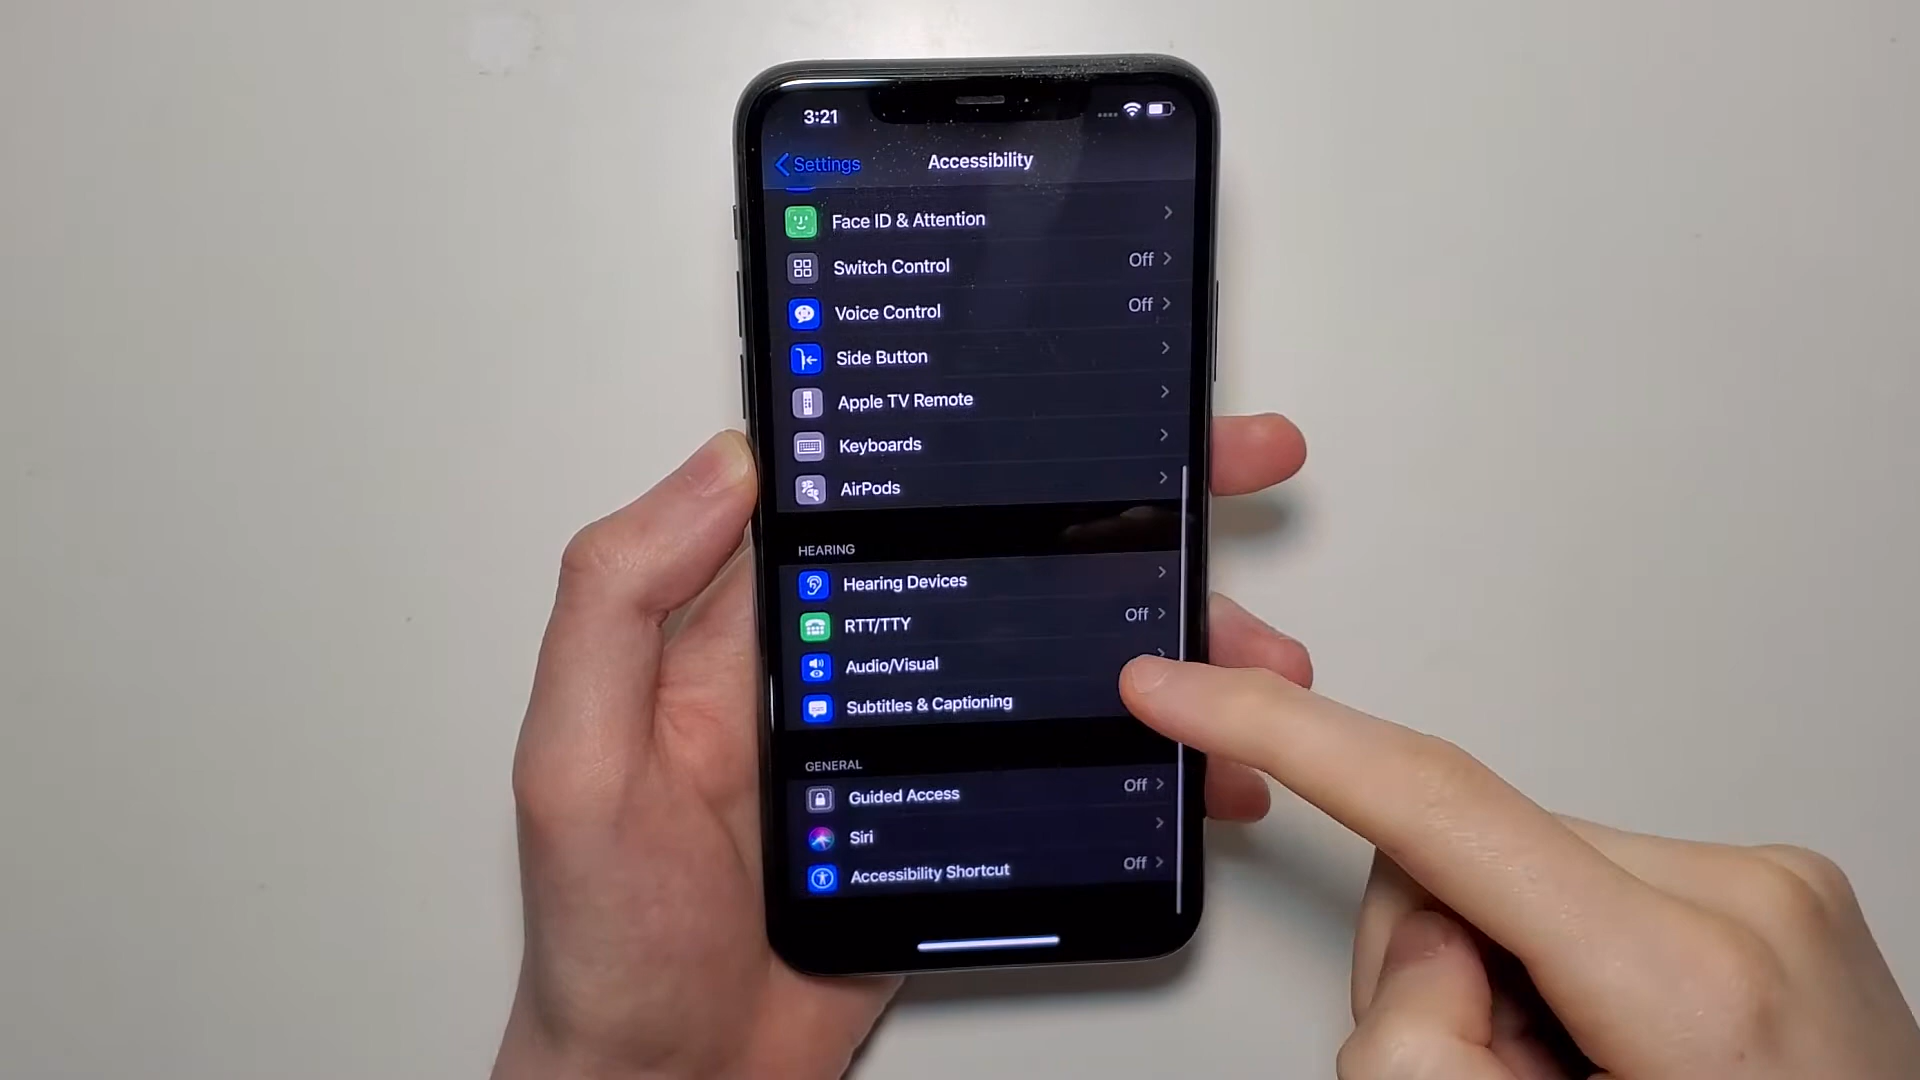 3:21
Settings
Accessibility
Face ID & Attention
Switch Control Off
Voice Control Off
Side Button
Apple TV Remote
Keyboards
AirPods
HEARING
Hearing Devices
RTT/TTY Off
Audio/Visual
Subtitles & Captioning
GENERAL
Guided Access Off
Siri
Accessibility Shortcut Off